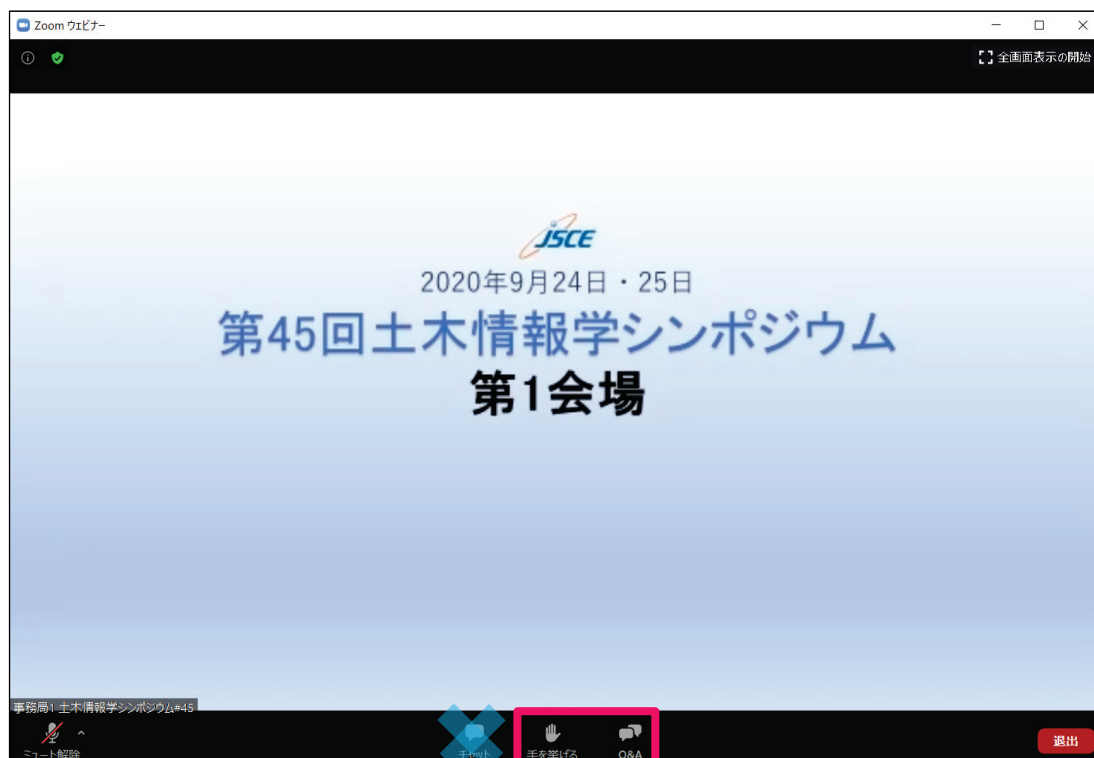 Zoom ウェビナー
全画面表示の開始
JSCE
2020年9月24日・25日
第45回土木情報学シンポジウム
第1会場
事務局1 土木情報学シンポジウム#45
ミュート解除
チャット
手を挙げる
Q&A
退出